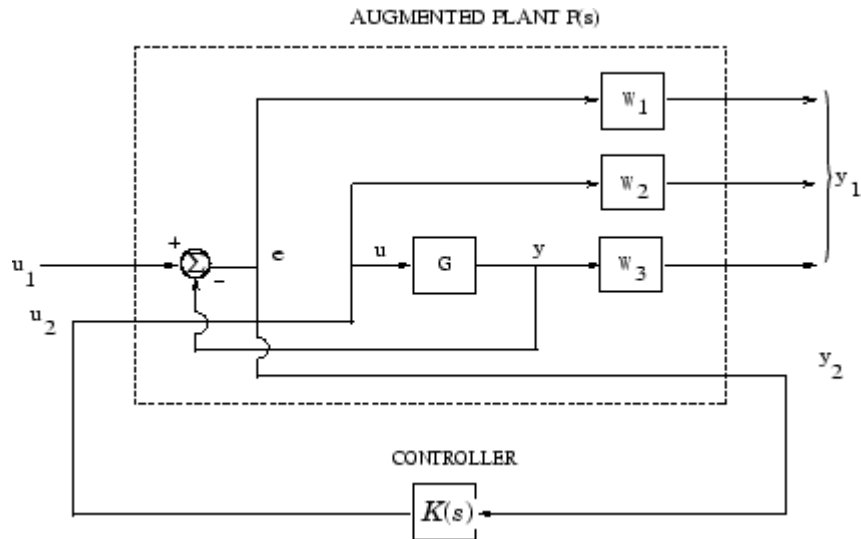 AUGMENTED PLANT P(s)
W1
y1
W2
+
u1
Σ
e
-
u
G
y
W3
u2
y2
CONTROLLER
K(s)